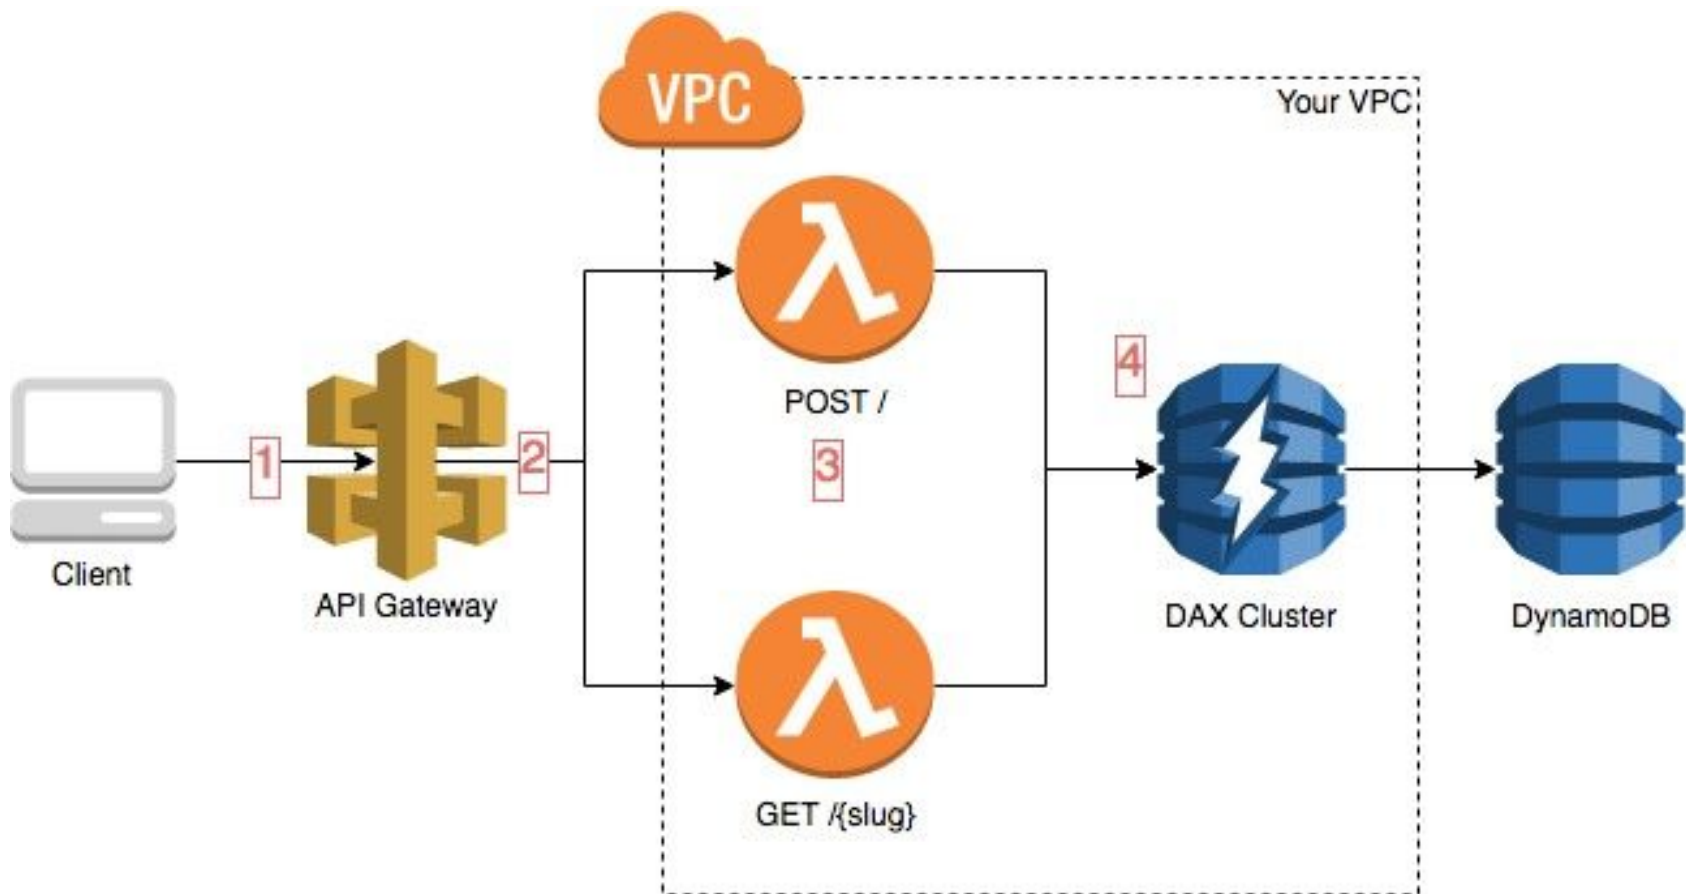 VPC
Your VPC
POST /
1
2
3
4
Client
API Gateway
DAX Cluster
DynamoDB
GET /{slug}